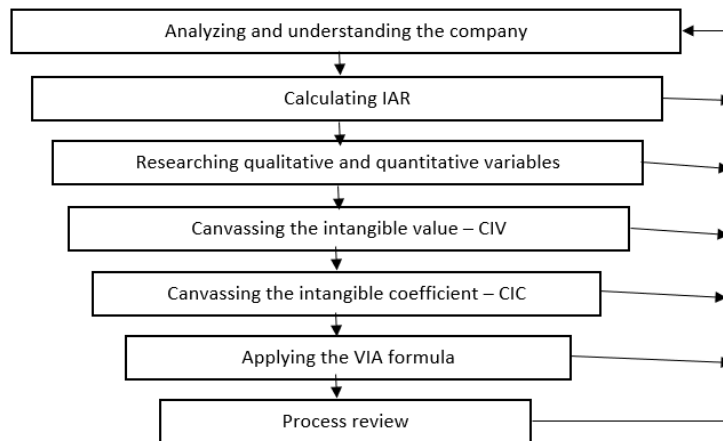 Analyzing and understanding the company
Calculating IAR
Researching qualitative and quantitative variables
Canvassing the intangible value – CIV
Canvassing the intangible coefficient – CIC
Applying the VIA formula
Process review